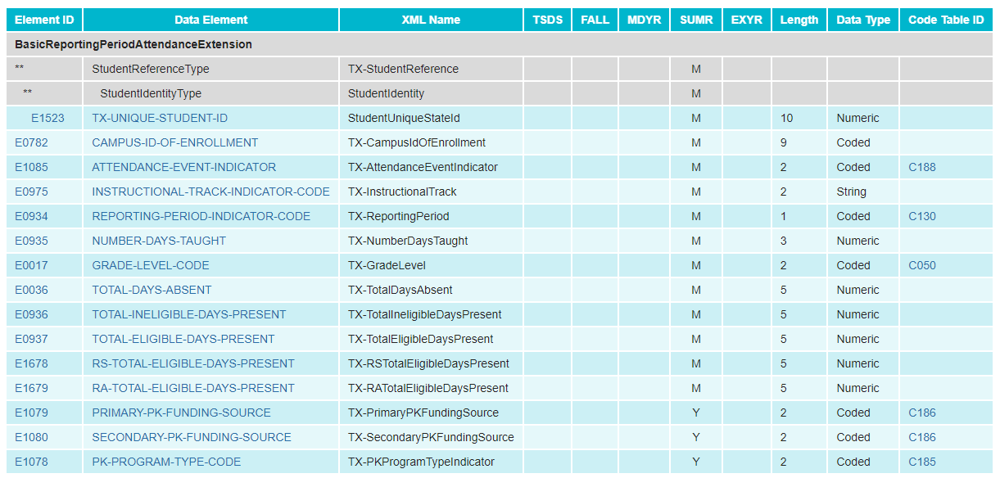 Element ID Data Element XML Name TSDS FALL MDYR SUMR EXYR Length Data Type Code Table ID
BasicReportingPeriodAttendanceExtension
** StudentReferenceType TX-StudentReference M
** StudentIdentityType StudentIdentity M
E1523 TX-UNIQUE-STUDENT-ID StudentUniqueStateId M 10 Numeric
E0782 CAMPUS-ID-OF-ENROLLMENT TX-CampusIdOfEnrollment M 9 Coded
E1085 ATTENDANCE-EVENT-INDICATOR TX-AttendanceEventIndicator M 2 Coded C188
E0975 INSTRUCTIONAL-TRACK-INDICATOR-CODE TX-InstructionalTrack M 2 String
E0934 REPORTING-PERIOD-INDICATOR-CODE TX-ReportingPeriod M 1 Coded C130
E0935 NUMBER-DAYS-TAUGHT TX-NumberDaysTaught M 3 Numeric
E0017 GRADE-LEVEL-CODE TX-GradeLevel M 2 Coded C050
E0036 TOTAL-DAYS-ABSENT TX-TotalDaysAbsent M 5 Numeric
E0936 TOTAL-INELIGIBLE-DAYS-PRESENT TX-TotalIneligibleDaysPresent M 5 Numeric
E0937 TOTAL-ELIGIBLE-DAYS-PRESENT TX-TotalEligibleDaysPresent M 5 Numeric
E1678 RS-TOTAL-ELIGIBLE-DAYS-PRESENT TX-RSTotalEligibleDaysPresent M 5 Numeric
E1679 RA-TOTAL-ELIGIBLE-DAYS-PRESENT TX-RATotalEligibleDaysPresent M 5 Numeric
E1079 PRIMARY-PK-FUNDING-SOURCE TX-PrimaryPKFundingSource Y 2 Coded C186
E1080 SECONDARY-PK-FUNDING-SOURCE TX-SecondaryPKFundingSource Y 2 Coded C186
E1078 PK-PROGRAM-TYPE-CODE TX-PKProgramTypeIndicator Y 2 Coded C185